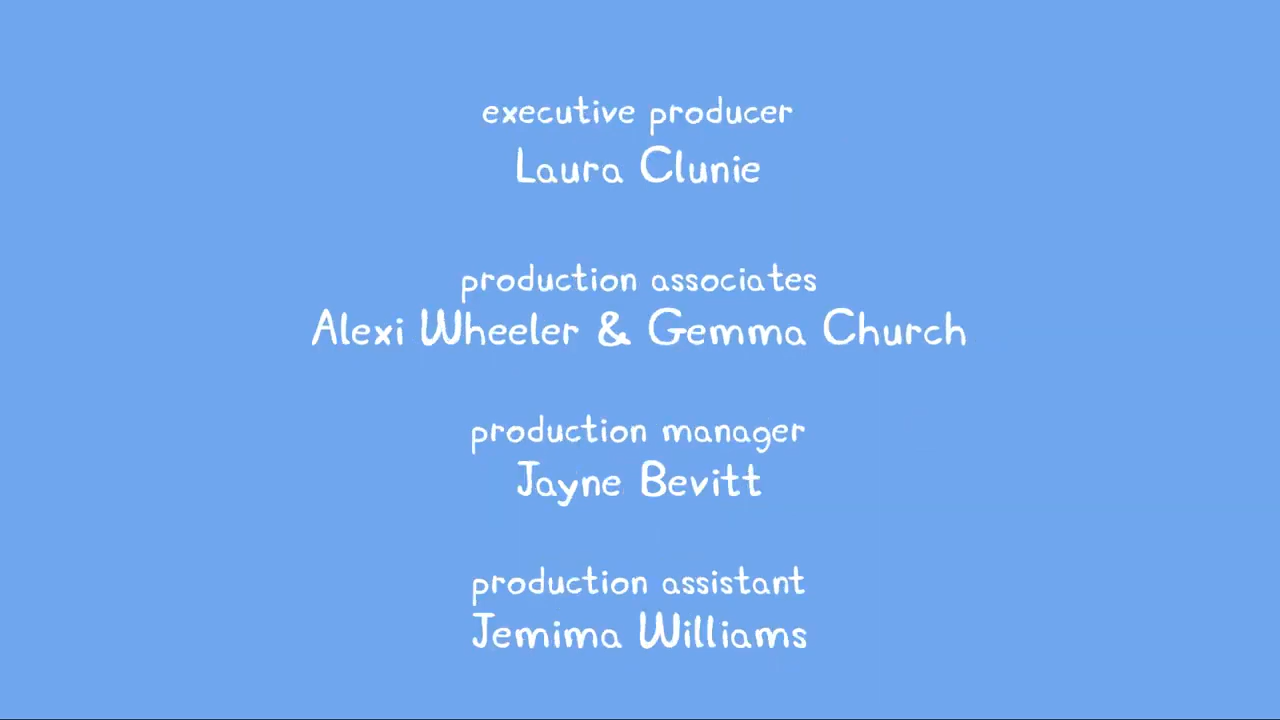 executive producer
Laura Clunie
production associates
Alexi Wheeler & Gemma Church
production manager
Jayne Bevitt
production assistant
Jemima Williams